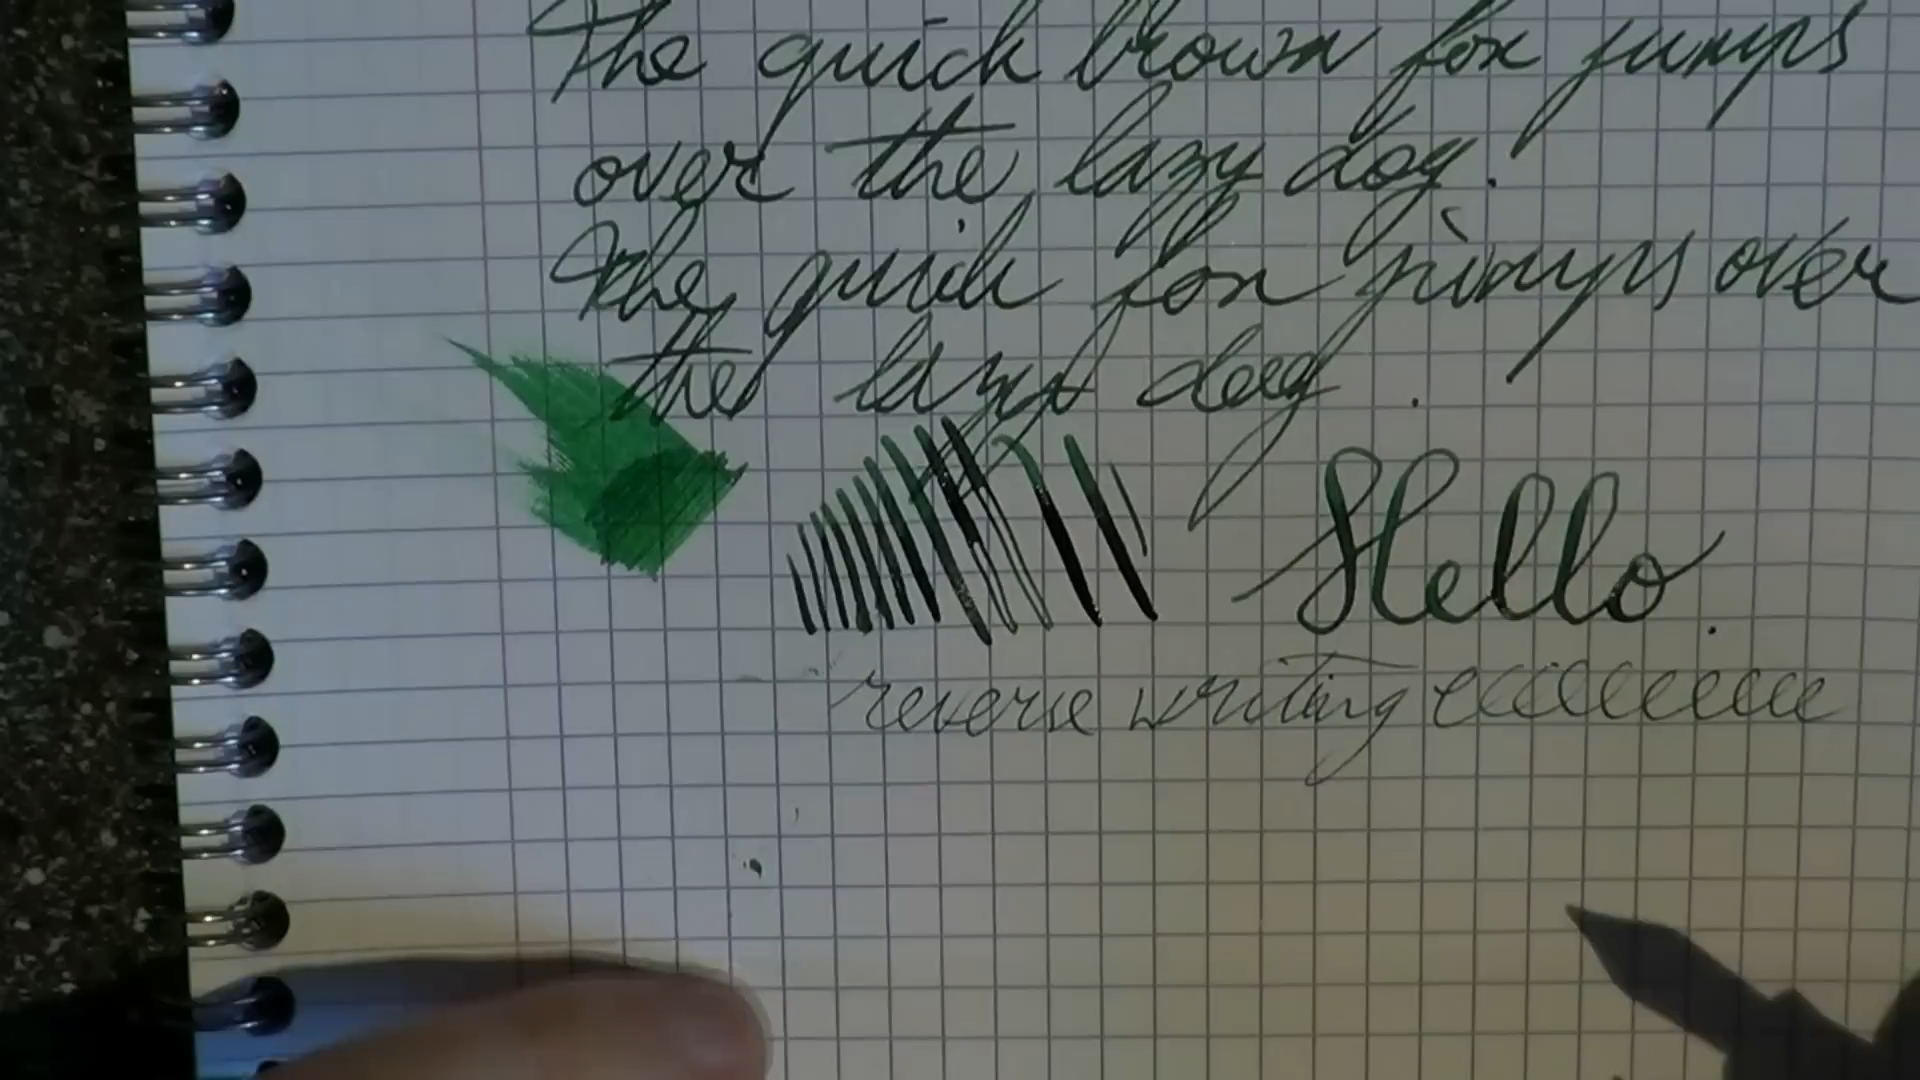 The quick brown fox jumps
over the lazy dog.
The quick fox jumps over
the lazy dog.
Hello.
reverse writing eeeeeeeeee